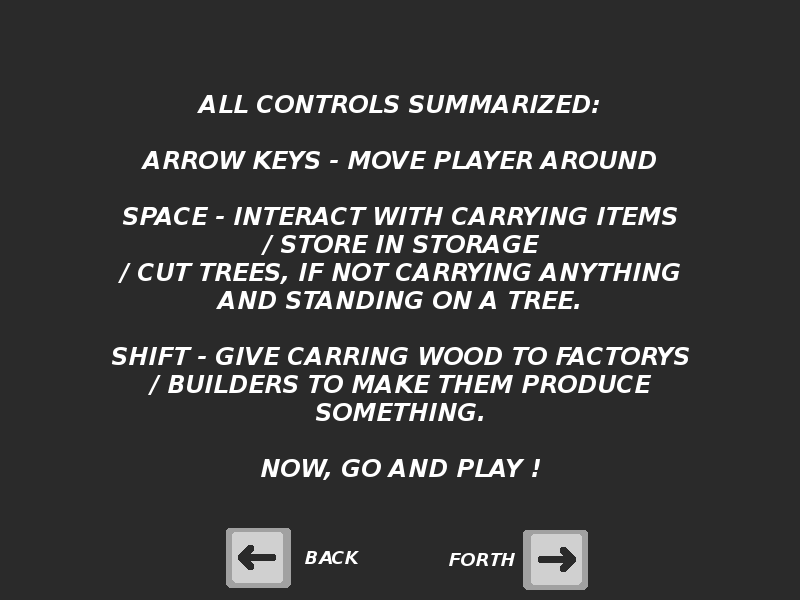 ALL CONTROLS SUMMARIZED:
ARROW KEYS - MOVE PLAYER AROUND
SPACE - INTERACT WITH CARRYING ITEMS
/ STORE IN STORAGE
/ CUT TREES, IF NOT CARRYING ANYTHING
AND STANDING ON A TREE.
SHIFT - GIVE CARRING WOOD TO FACTORYS
/ BUILDERS TO MAKE THEM PRODUCE
SOMETHING.
NOW, GO AND PLAY !
BACK
FORTH